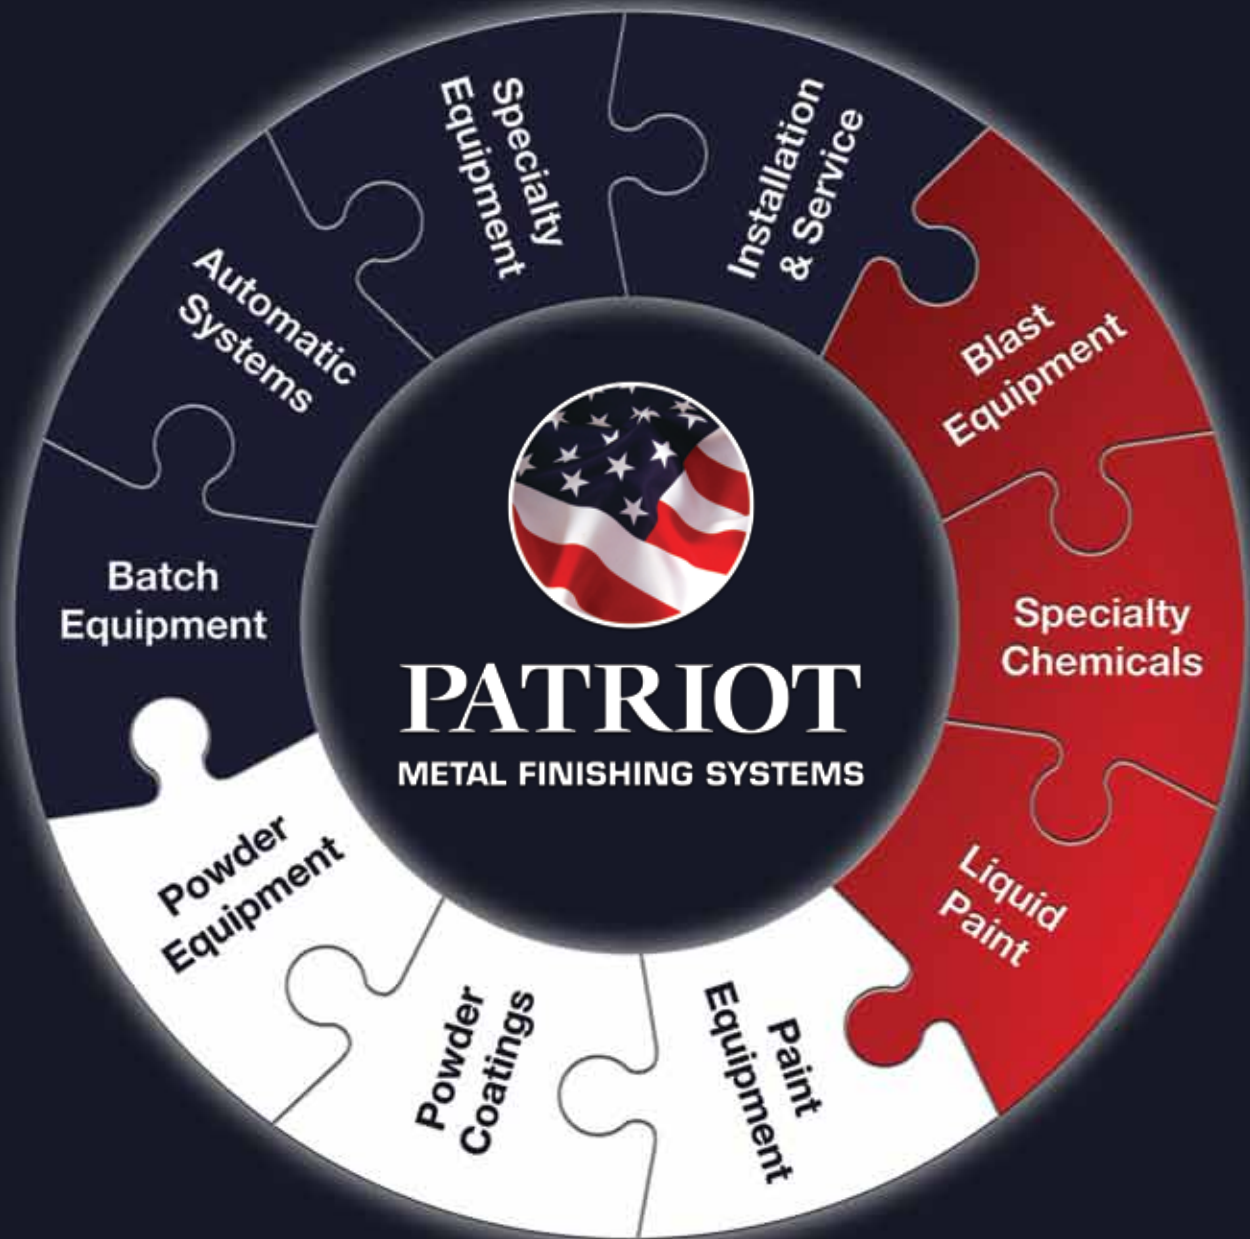 Specialty
Equipment
Installation
& Service
Blast
Equipment
Specialty
Chemicals
Liquid
Paint
Paint
Equipment
Powder
Coatings
Powder
Equipment
Batch
Equipment
Automatic
Systems
PATRIOT
METAL FINISHING SYSTEMS